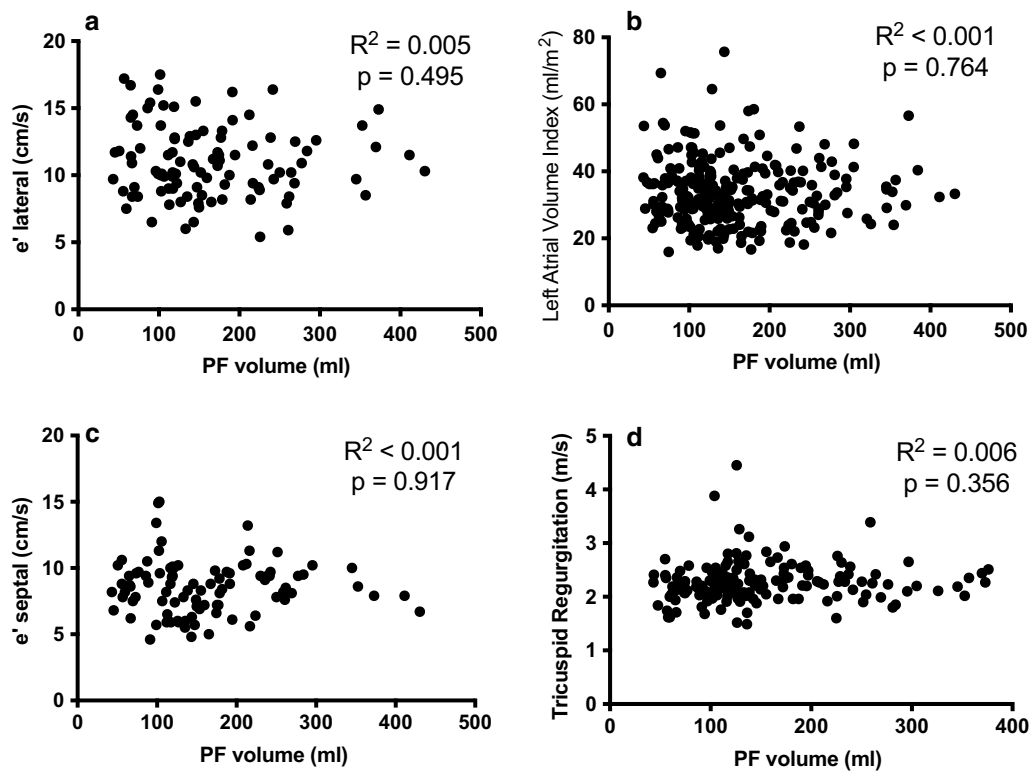 a
R² = 0.005
p = 0.495
e' lateral (cm/s)
20
15
10
5
0
0 100 200 300 400 500
PF volume (ml)
b
R² < 0.001
p = 0.764
Left Atrial Volume Index (ml/m²)
80
60
40
20
0
0 100 200 300 400 500
PF volume (ml)
c
R² < 0.001
p = 0.917
e' septal (cm/s)
20
15
10
5
0
0 100 200 300 400 500
PF volume (ml)
d
R² = 0.006
p = 0.356
Tricuspid Regurgitation (m/s)
5
4
3
2
1
0
0 100 200 300 400
PF volume (ml)